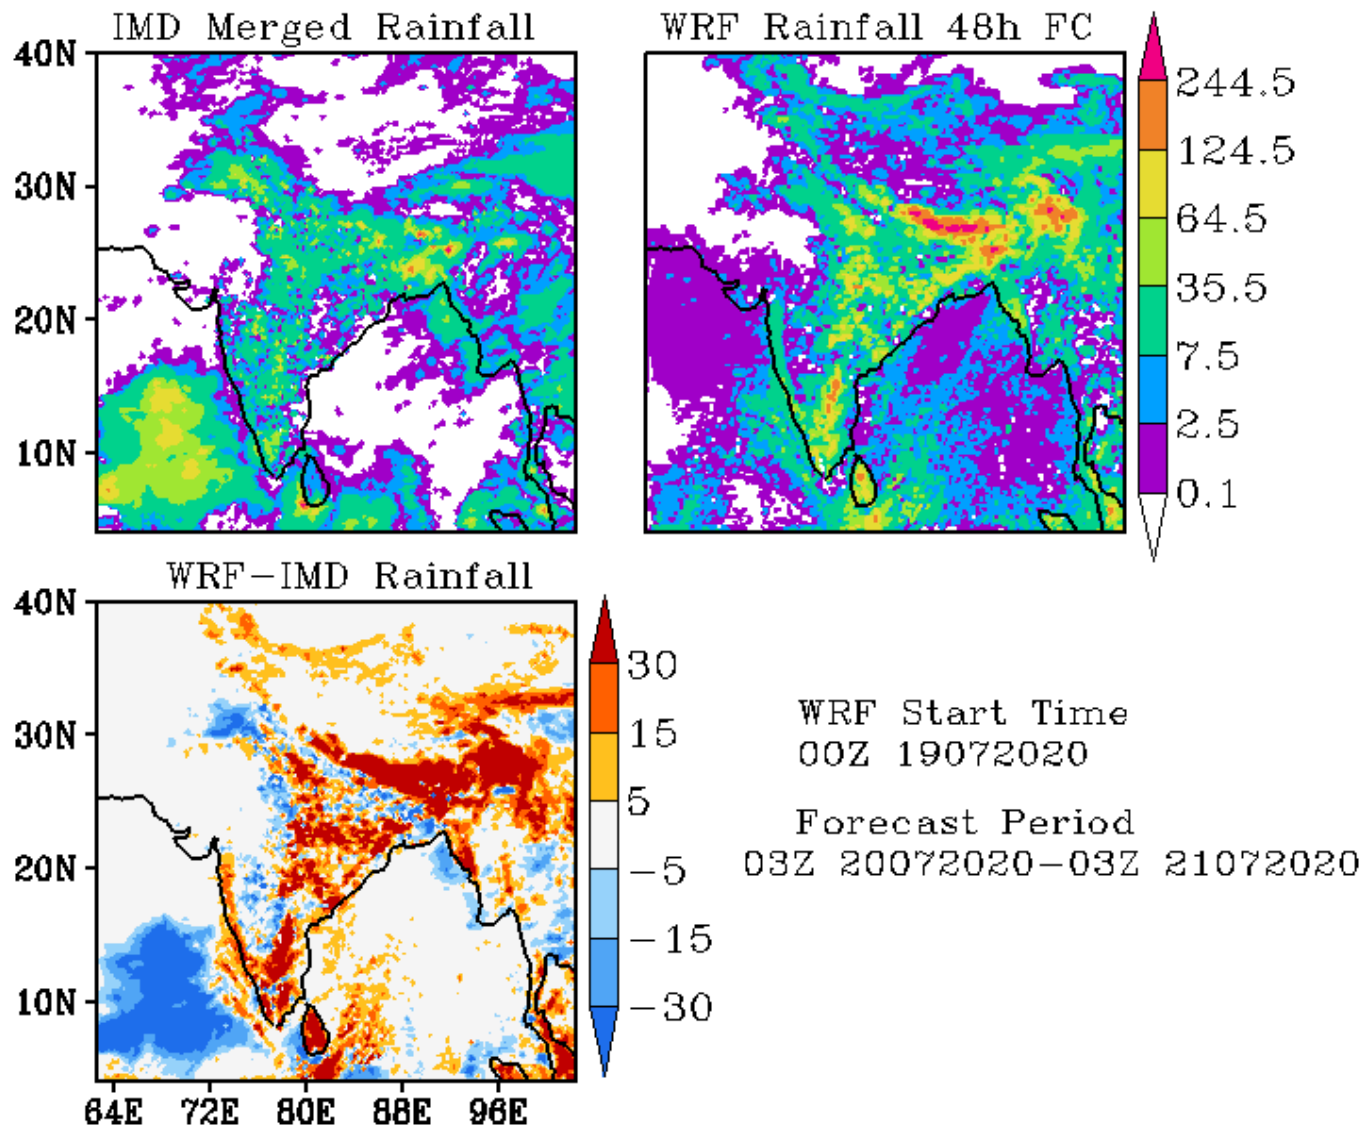 IMD Merged Rainfall
WRF Rainfall 48h FC
40N
30N
20N
10N
244.5
124.5
64.5
35.5
7.5
2.5
0.1
WRF-IMD Rainfall
40N
30N
20N
10N
64E 72E 80E 88E 96E
30
15
5
-5
-15
-30
WRF Start Time
00Z 19072020
Forecast Period
03Z 20072020-03Z 21072020